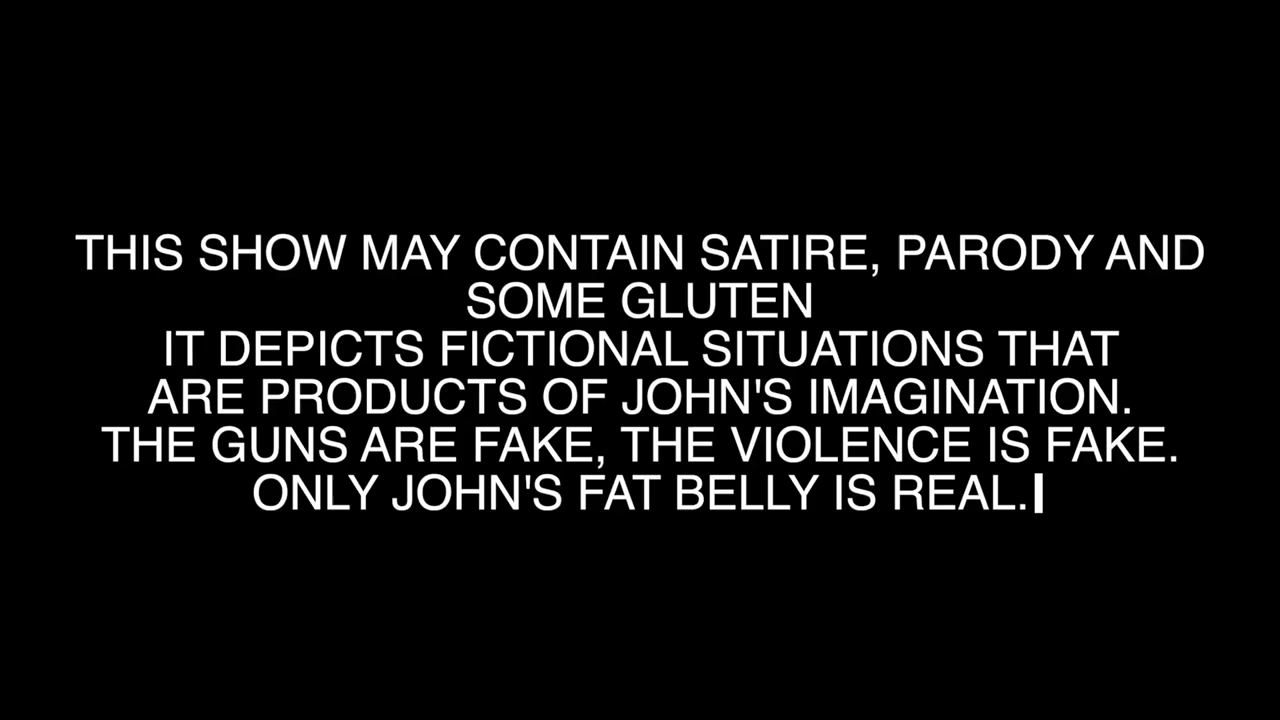 THIS SHOW MAY CONTAIN SATIRE, PARODY AND
SOME GLUTEN
IT DEPICTS FICTIONAL SITUATIONS THAT
ARE PRODUCTS OF JOHN'S IMAGINATION.
THE GUNS ARE FAKE, THE VIOLENCE IS FAKE.
ONLY JOHN'S FAT BELLY IS REAL.